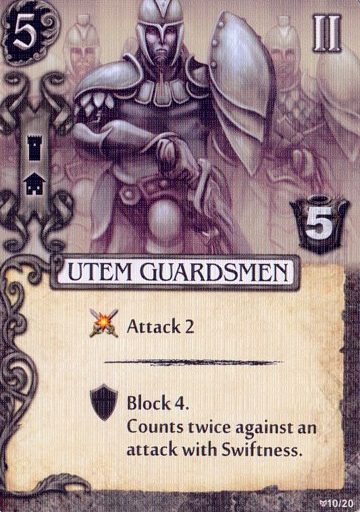 5
II
5
UTEM GUARDSMEN
Attack 2
Block 4.
Counts twice against an
attack with Swiftness.
10/20